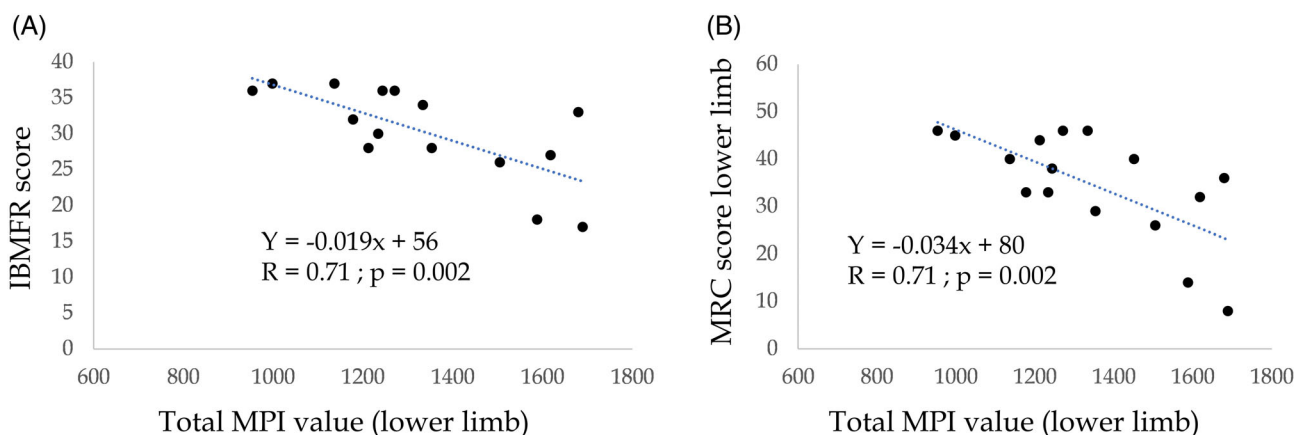 (A)
IBMFR score
40
35
30
25
20
15
10
5
0
Y = -0.019x + 56
R = 0.71 ; p = 0.002
600 800 1000 1200 1400 1600 1800
Total MPI value (lower limb)
(B)
MRC score lower limb
60
50
40
30
20
10
0
Y = -0.034x + 80
R = 0.71 ; p = 0.002
600 800 1000 1200 1400 1600 1800
Total MPI value (lower limb)